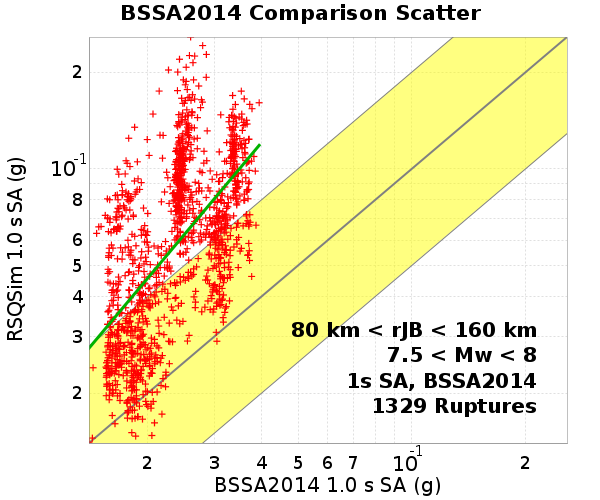 BSSA2014 Comparison Scatter
RSQSim 1.0 s SA (g)
2
10-1
8
6
5
4
3
2
80 km < rJB < 160 km
7.5 < Mw < 8
1s SA, BSSA2014
1329 Ruptures
2 3 4 5 6 7 10-1 2
BSSA2014 1.0 s SA (g)